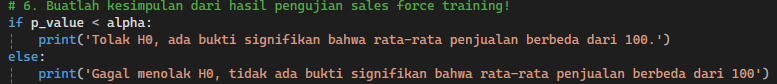 # 6. Buatlah kesimpulan dari hasil pengujian sales force training!
if p_value < alpha:
    print('Tolak H0, ada bukti signifikan bahwa rata-rata penjualan berbeda dari 100.')
else:
    print('Gagal menolak H0, tidak ada bukti signifikan bahwa rata-rata penjualan berbeda dari 100')